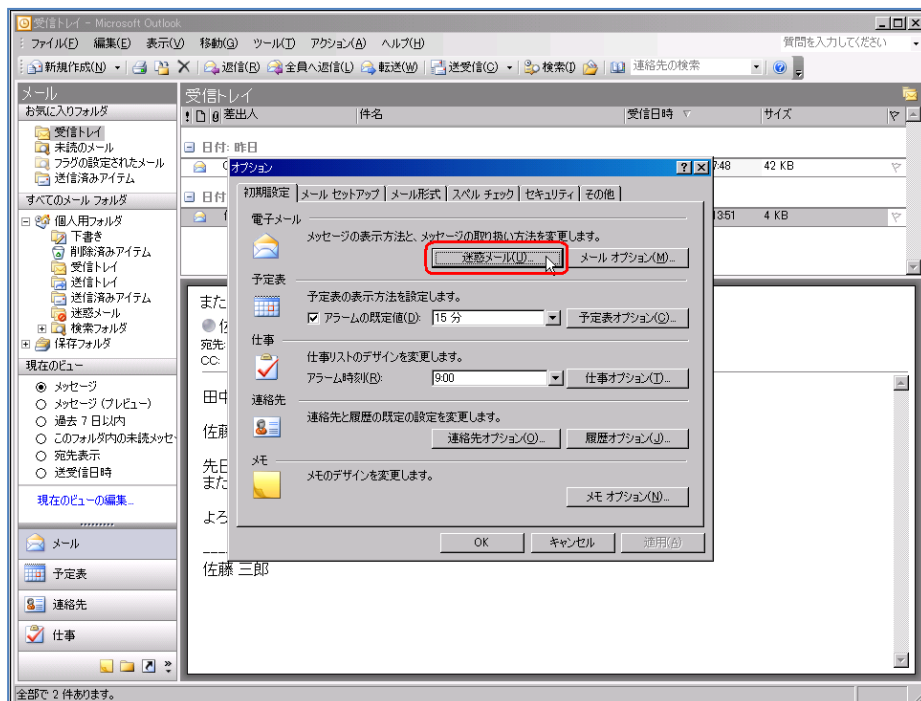 受信トレイ - Microsoft Outlook
ファイル(F) 編集(E) 表示(V) 移動(G) ツール(T) アクション(A) ヘルプ(H) 質問を入力してください
新規作成(N) 返信(R) 全員へ返信(L) 転送(W) 送受信(C) 検索(I) 連絡先の検索
メール
お気に入りフォルダ
受信トレイ
未読のメール
フラグの設定されたメール
送信済みアイテム
すべてのメール フォルダ
個人用フォルダ
下書き
削除済みアイテム
受信トレイ
送信トレイ
送信済みアイテム
迷惑メール
検索フォルダ
保存フォルダ
現在のビュー
メッセージ
メッセージ (プレビュー)
過去 7 日以内
このフォルダ内の未読メッセ
宛先表示
送受信日時
現在のビューの編集...
メール
予定表
連絡先
仕事
全部で 2 件あります。
受信トレイ
差出人 件名 受信日時 サイズ
日付: 昨日
7:48 42 KB
日付
13:51 4 KB
また
佐
宛先:
CC:
田中
佐藤
先日
また
よろ
佐藤 三郎
オプション
初期設定 メール セットアップ メール形式 スペル チェック セキュリティ その他
電子メール
メッセージの表示方法と、メッセージの取り扱い方法を変更します。
迷惑メール(U)... メール オプション(M)...
予定表
予定表の表示方法を設定します。
アラームの既定値(D): 15 分 予定表オプション(C)...
仕事
仕事リストのデザインを変更します。
アラーム時刻(R): 9:00 仕事オプション(T)...
連絡先
連絡先と履歴の既定の設定を変更します。
連絡先オプション(O)... 履歴オプション(J)...
メモ
メモのデザインを変更します。
メモ オプション(N)...
OK キャンセル 適用(A)